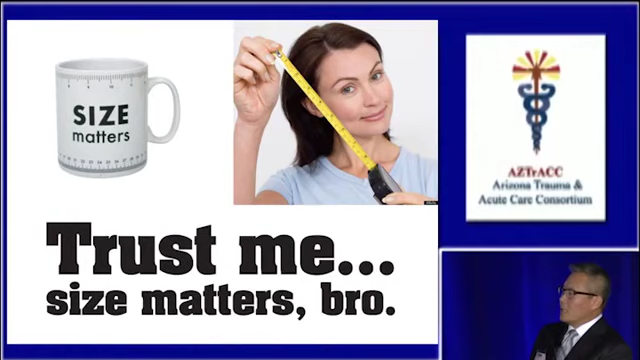 SIZE
matters
Trust me...
size matters, bro.
AZTrACC
Arizona Trauma &
Acute Care Consortium